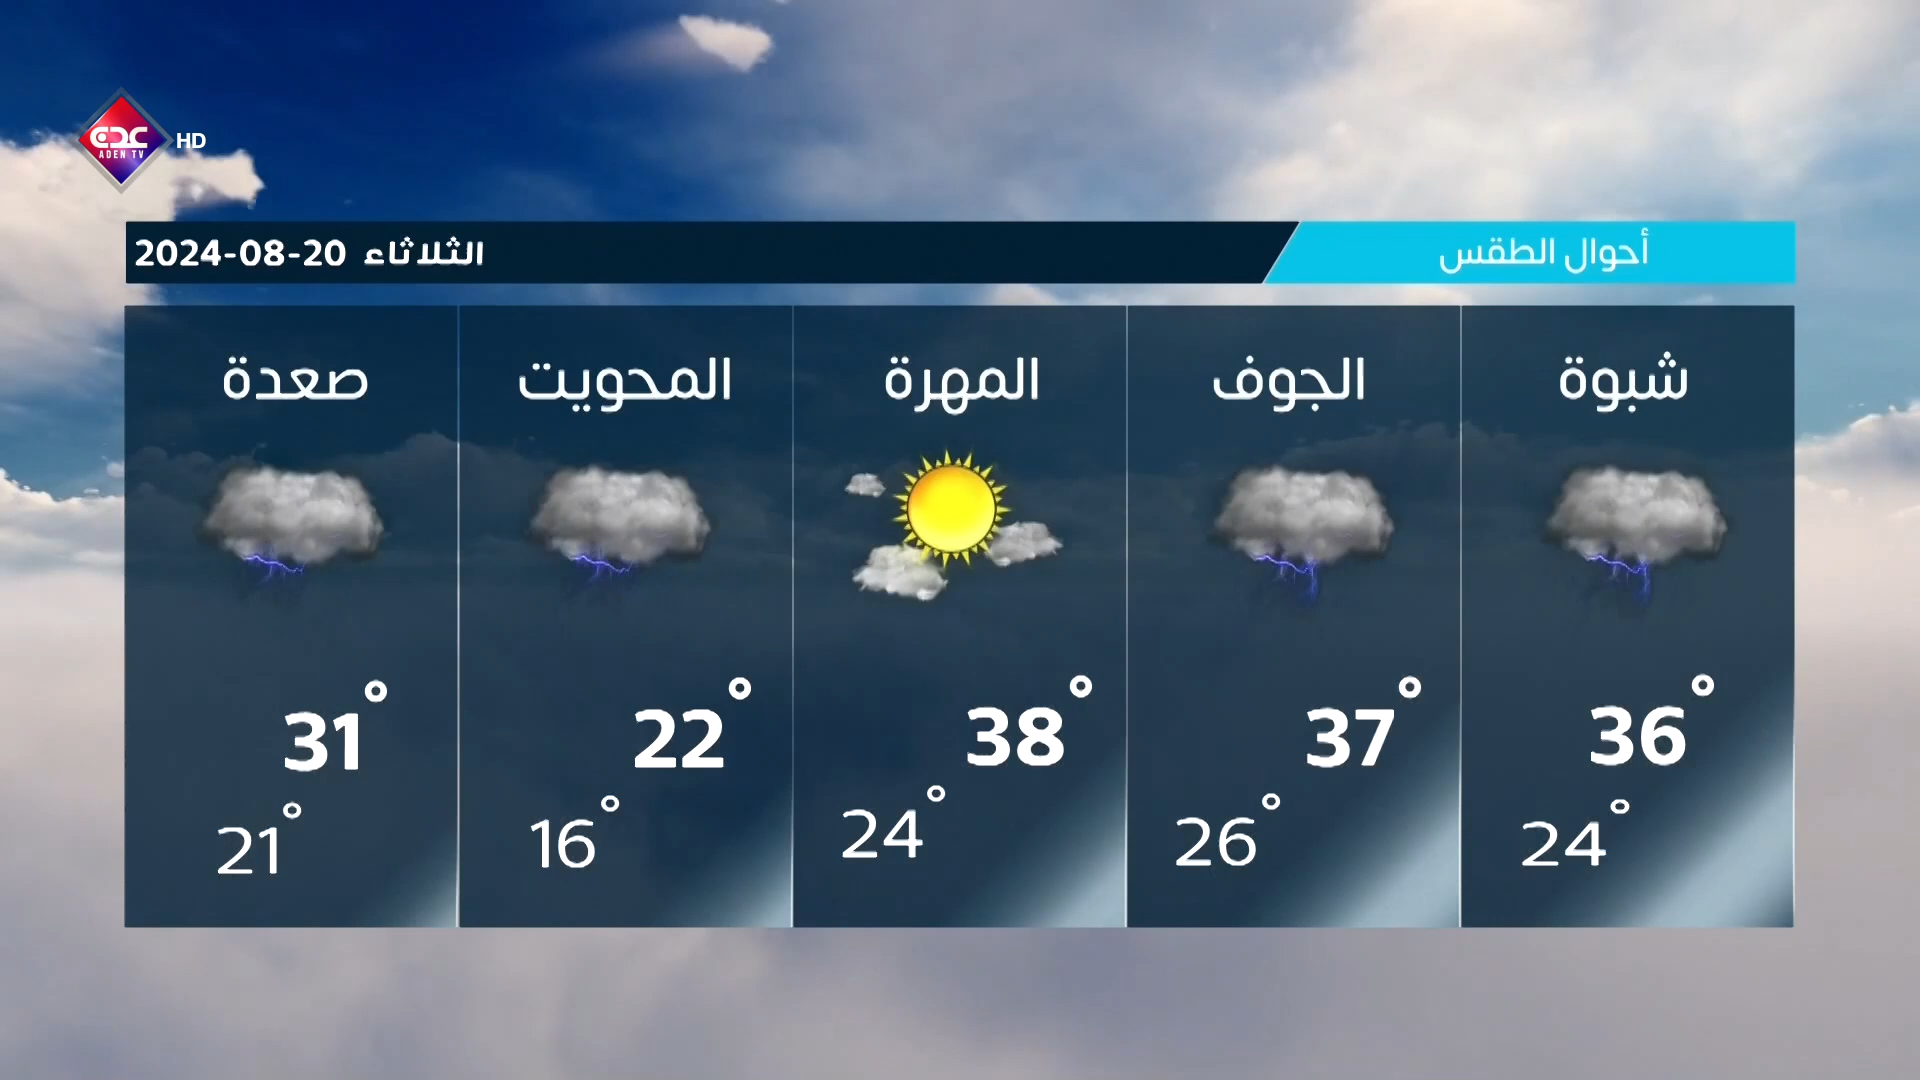 عدن
ADEN TV
HD
أحوال الطقس
الثلاثاء 2024-08-20
شبوة
36°
24°
الجوف
37°
26°
المهرة
38°
24°
المحويت
22°
16°
صعدة
31°
21°